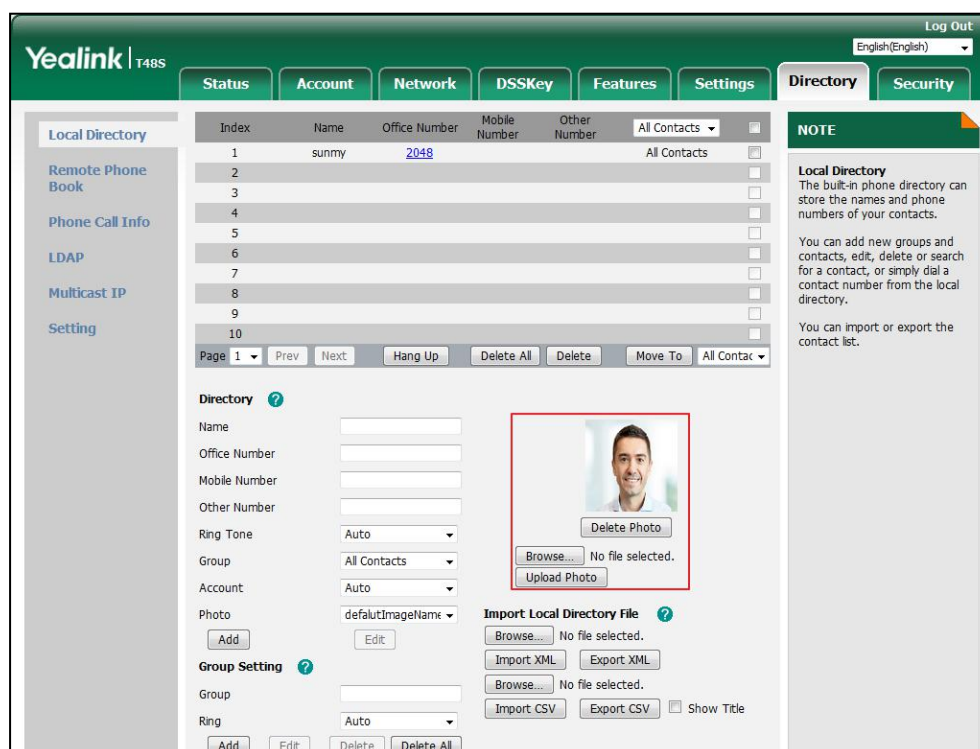 Log Out
Yealink T48S
English(English)
Status Account Network DSSKey Features Settings Directory Security
Local Directory
Remote Phone
Book
Phone Call Info
LDAP
Multicast IP
Setting
Index Name Office Number Mobile Number Other Number All Contacts
1 sunmy 2048 All Contacts
2
3
4
5
6
7
8
9
10
Page 1 Prev Next Hang Up Delete All Delete Move To All Contac
Directory ?
Name
Office Number
Mobile Number
Other Number
Ring Tone Auto
Group All Contacts
Account Auto
Photo defalutImageName
Add Edit
Group Setting ?
Group
Ring Auto
Add Edit Delete Delete All
Delete Photo
Browse... No file selected.
Upload Photo
Import Local Directory File ?
Browse... No file selected.
Import XML Export XML
Browse... No file selected.
Import CSV Export CSV Show Title
NOTE
Local Directory
The built-in phone directory can
store the names and phone
numbers of your contacts.
You can add new groups and
contacts, edit, delete or search
for a contact, or simply dial a
contact number from the local
directory.
You can import or export the
contact list.